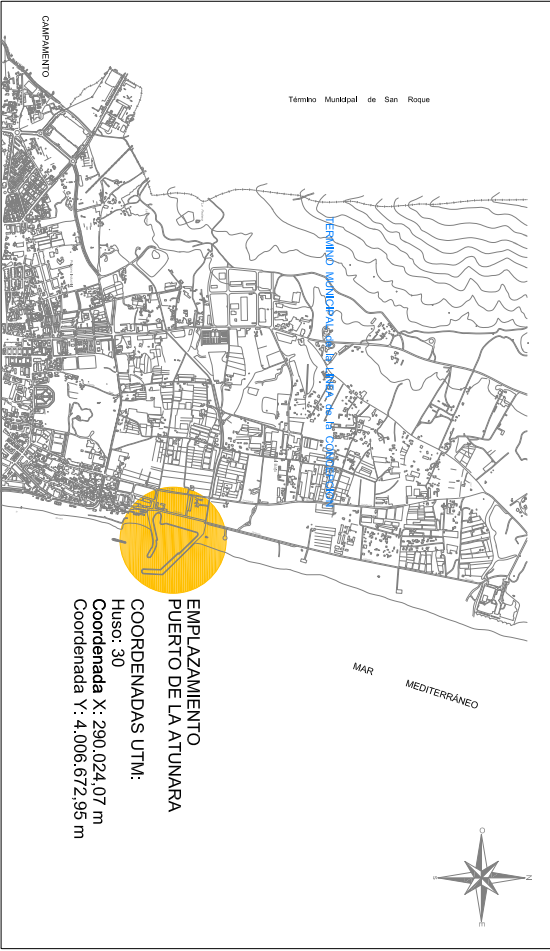 CAMPAMENTO
Término Municipal de San Roque
TERMINO MUNICIPAL de la LINEA de la CONCEPCION
EMPLAZAMIENTO
PUERTO DE LA ATUNARA
COORDENADAS UTM:
Huso: 30
Coordenada X: 290.024,07 m
Coordenada Y: 4.006.672,95 m
MAR MEDITERRÁNEO
N
O
E
S